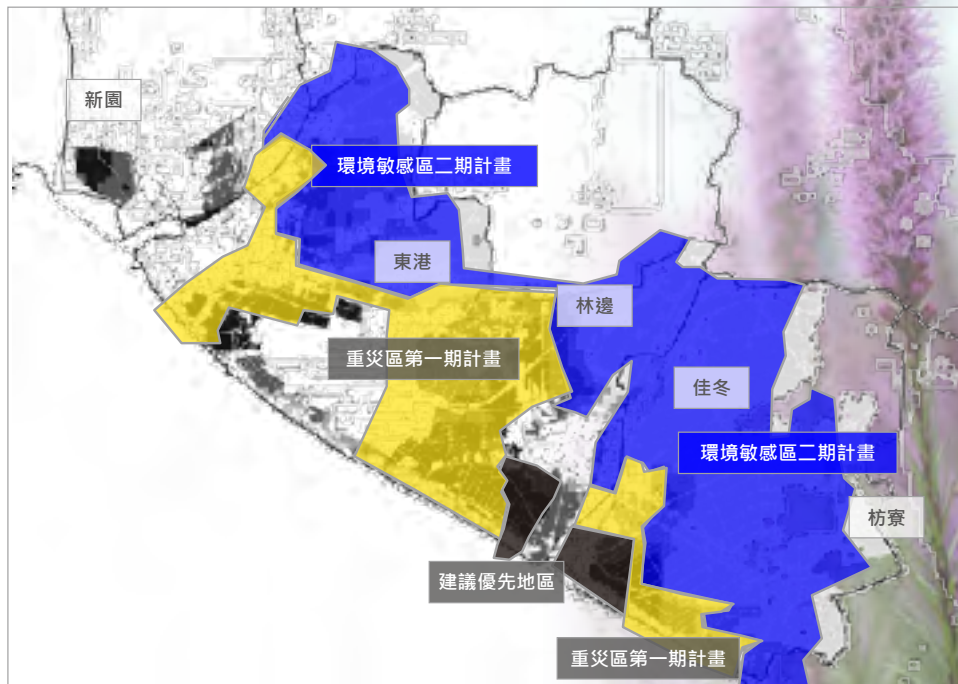 新園
環境敏感區二期計畫
東港
林邊
重災區第一期計畫
佳冬
環境敏感區二期計畫
枋寮
建議優先地區
重災區第一期計畫